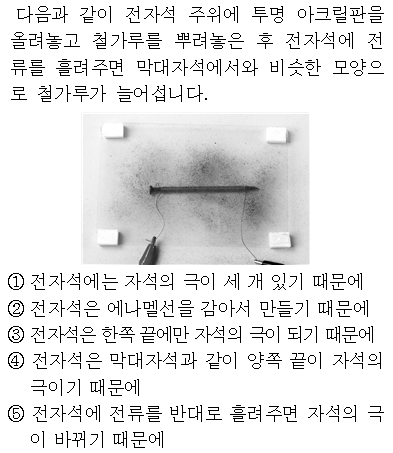 다음과 같이 전자석 주위에 투명 아크릴판을
올려놓고 철가루를 뿌려놓은 후 전자석에 전
류를 흘려주면 막대자석에서와 비슷한 모양으
로 철가루가 늘어섭니다.
① 전자석에는 자석의 극이 세 개 있기 때문에
② 전자석은 에나멜선을 감아서 만들기 때문에
③ 전자석은 한쪽 끝에만 자석의 극이 되기 때문에
④ 전자석은 막대자석과 같이 양쪽 끝이 자석의
극이기 때문에
⑤ 전자석에 전류를 반대로 흘려주면 자석의 극
이 바뀌기 때문에